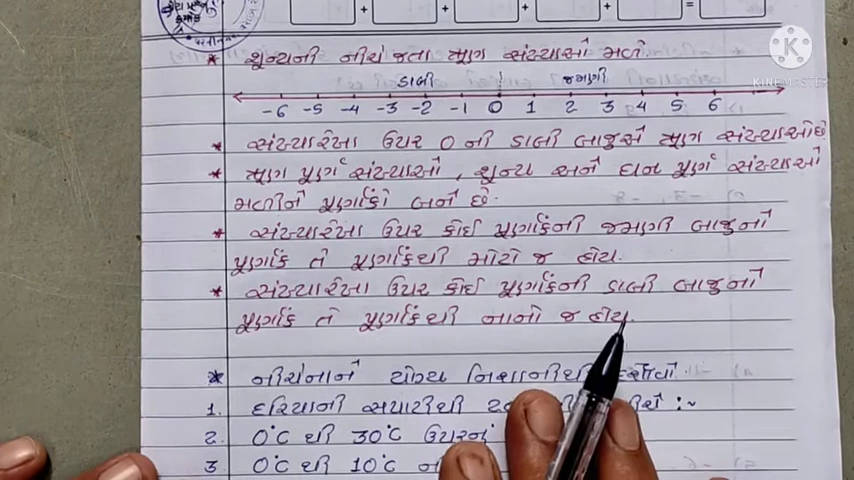 + + + + =
* શૂન્યની નીચે જતા ઋણ સંખ્યાઓ મળે
ડાબી જમણી
-6 -5 -4 -3 -2 -1 0 1 2 3 4 5 6
K
KINEMASTER
* સંખ્યારેખા ઉપર 0 ની ડાબી બાજુએ ઋણ સંખ્યાઓ છે
* ઋણ પૂર્ણ સંખ્યાઓ, શૂન્ય અને ધન પૂર્ણ સંખ્યાઓ
મળીને પૂર્ણાંકો બને છે.
* સંખ્યારેખા ઉપર કોઈ પૂર્ણાંકની જમણી બાજુનો
પૂર્ણાંક તે પૂર્ણાંકથી મોટો જ હોય.
* સંખ્યારેખા ઉપર કોઈ પૂર્ણાંકની ડાબી બાજુનો
પૂર્ણાંક તે પૂર્ણાંકથી નાનો જ હોય.
* નીચેનાને યોગ્ય નિશાનીથી દર્શાવો
1. દરિયાની સપાટીથી :~
2. 0°C થી 30°C ઉપરનું
3. 0°C થી 10°C